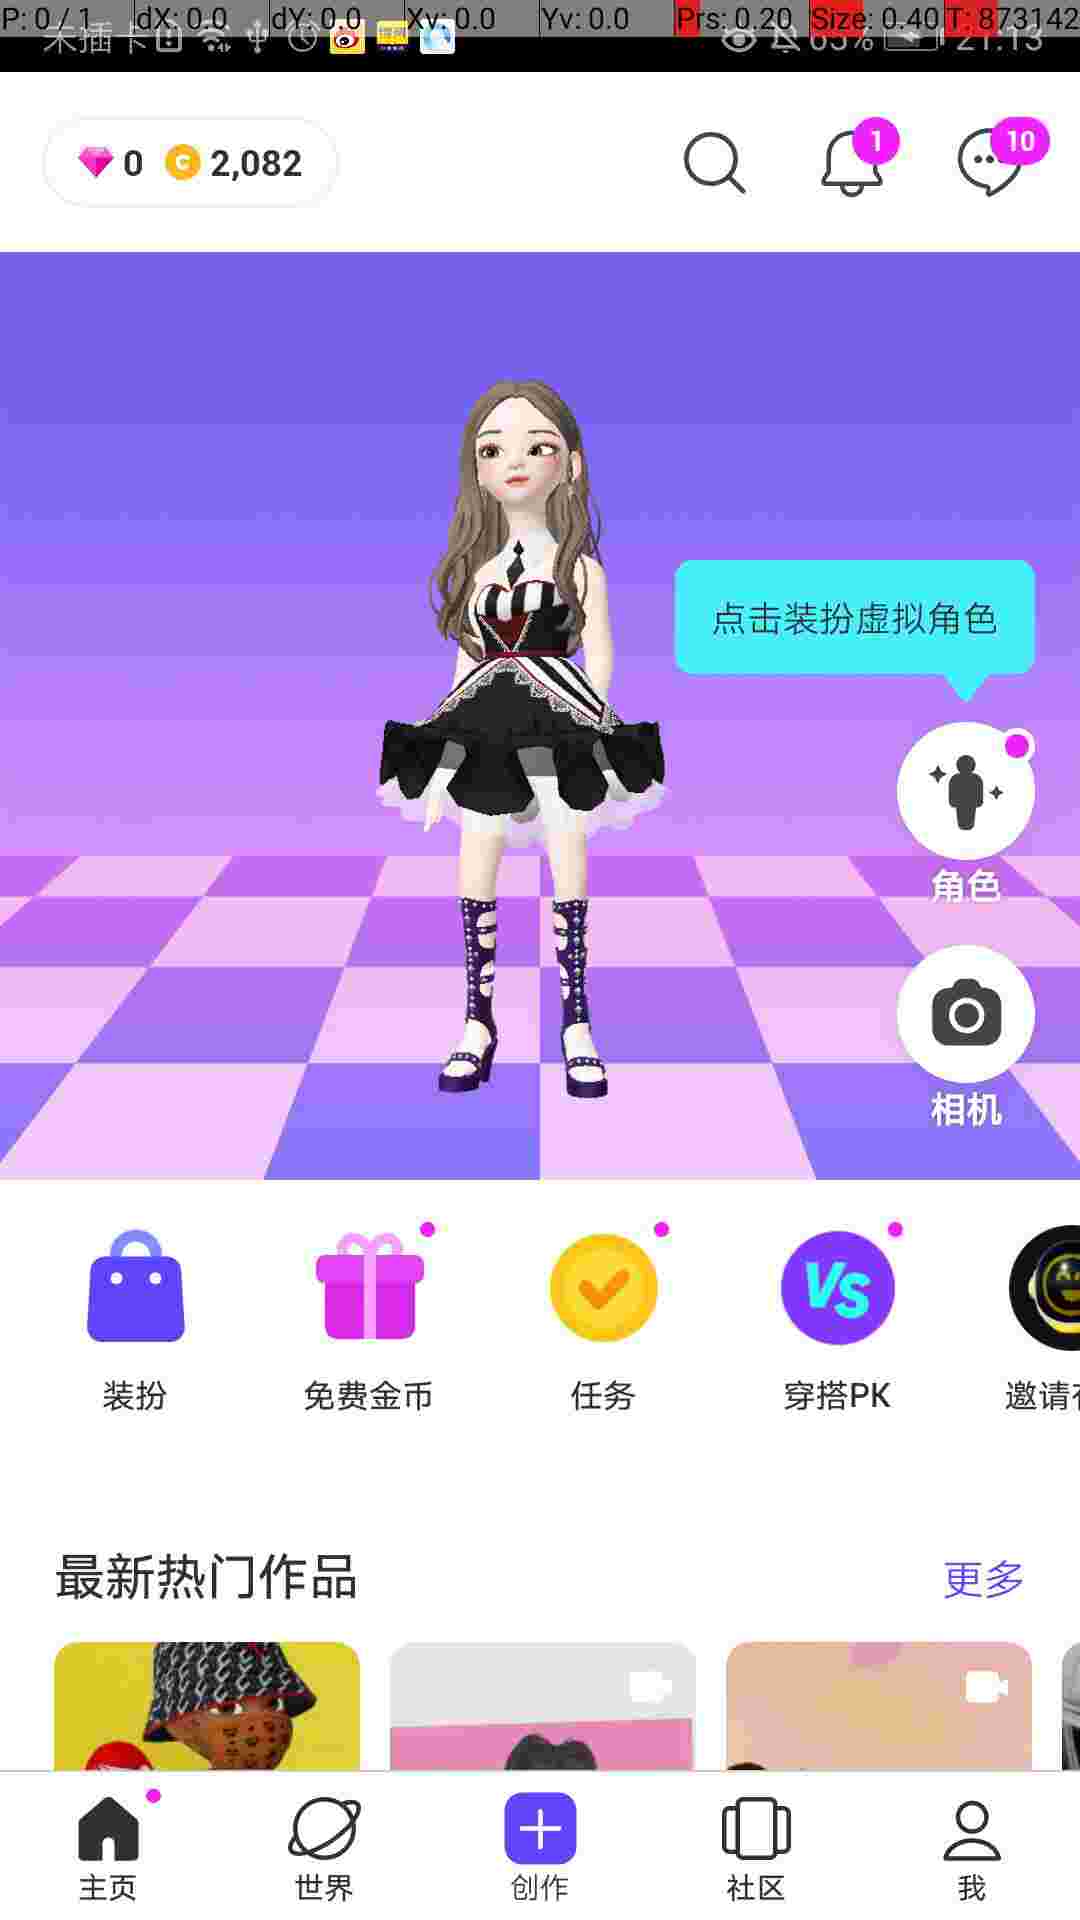 P: 0 / 1 dX: 0.0 dY: 0.0 Xv: 0.0 Yv: 0.0 Prs: 0.20 Size: 0.40 T: 873142
未插卡 63% 21:13
0 2,082 1 10
点击装扮虚拟角色
角色
相机
VS
装扮 免费金币 任务 穿搭PK 邀请
最新热门作品 更多
主页 世界 创作 社区 我